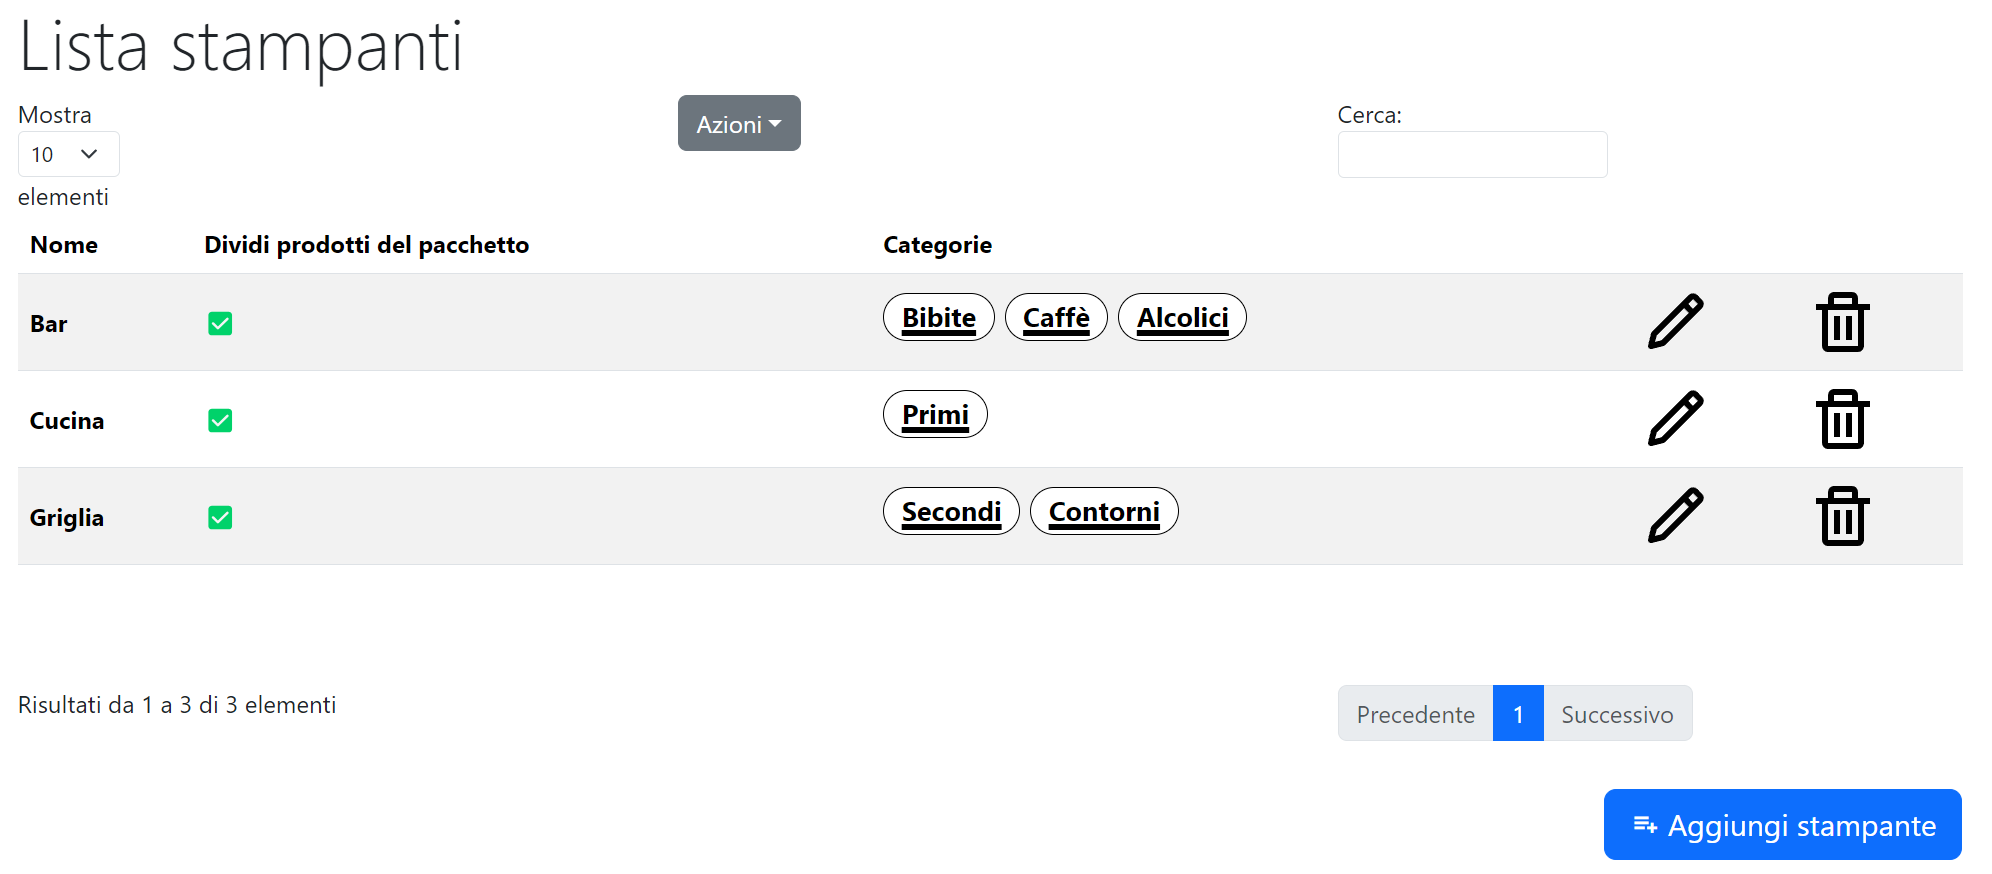 Lista stampanti
Mostra
10
elementi
Azioni
Cerca:
Nome Dividi prodotti del pacchetto Categorie
Bar Bibite Caffè Alcolici
Cucina Primi
Griglia Secondi Contorni
Risultati da 1 a 3 di 3 elementi
Precedente 1 Successivo
Aggiungi stampante